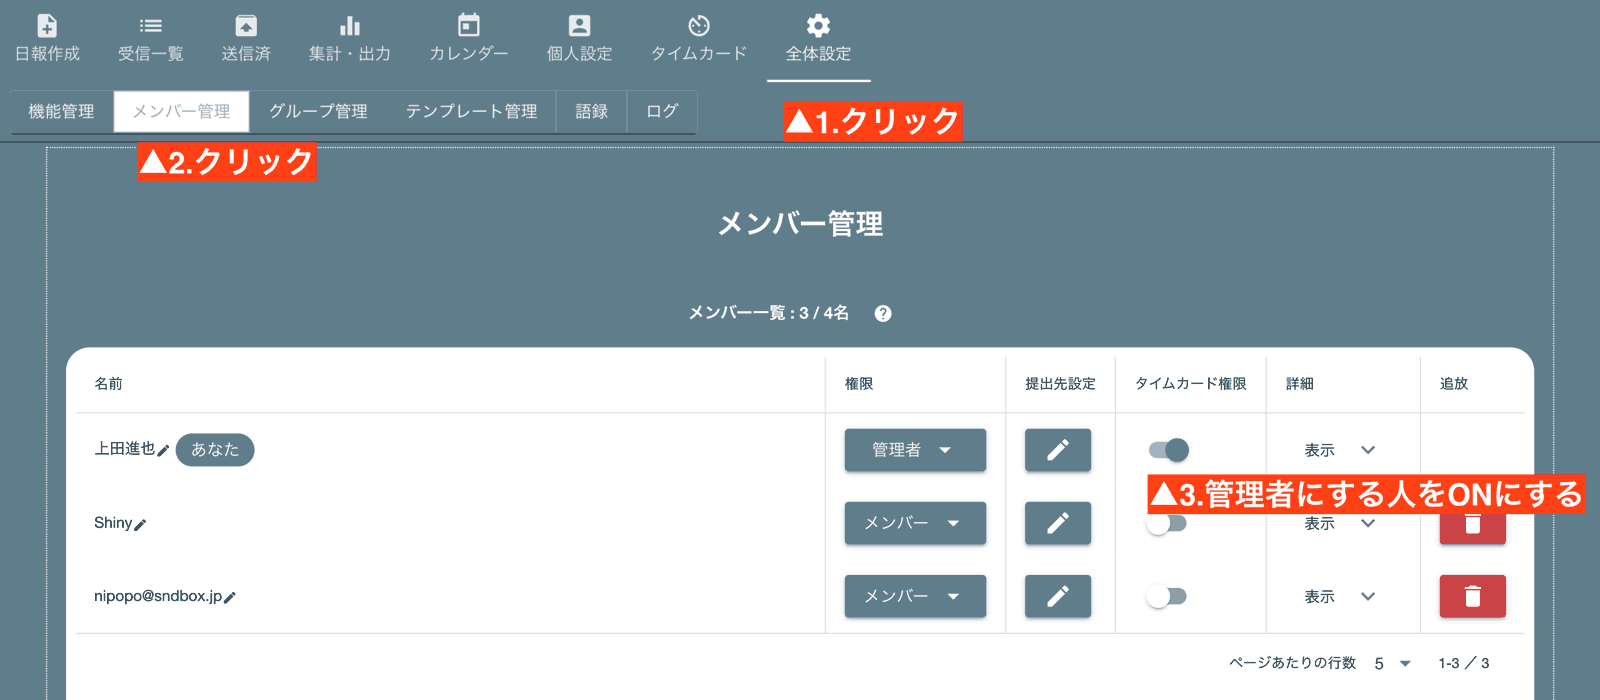 日報作成 受信一覧 送信済 集計・出力 カレンダー 個人設定 タイムカード 全体設定
機能管理 メンバー管理 グループ管理 テンプレート管理 語録 ログ
▲1.クリック
▲2.クリック
メンバー管理
メンバー一覧 : 3 / 4名 ?
名前 権限 提出先設定 タイムカード権限 詳細 追放
上田進也 あなた 管理者 表示
▲3.管理者にする人をONにする
Shiny メンバー 表示
nipopo@sndbox.jp メンバー 表示
ページあたりの行数 5 1-3 / 3